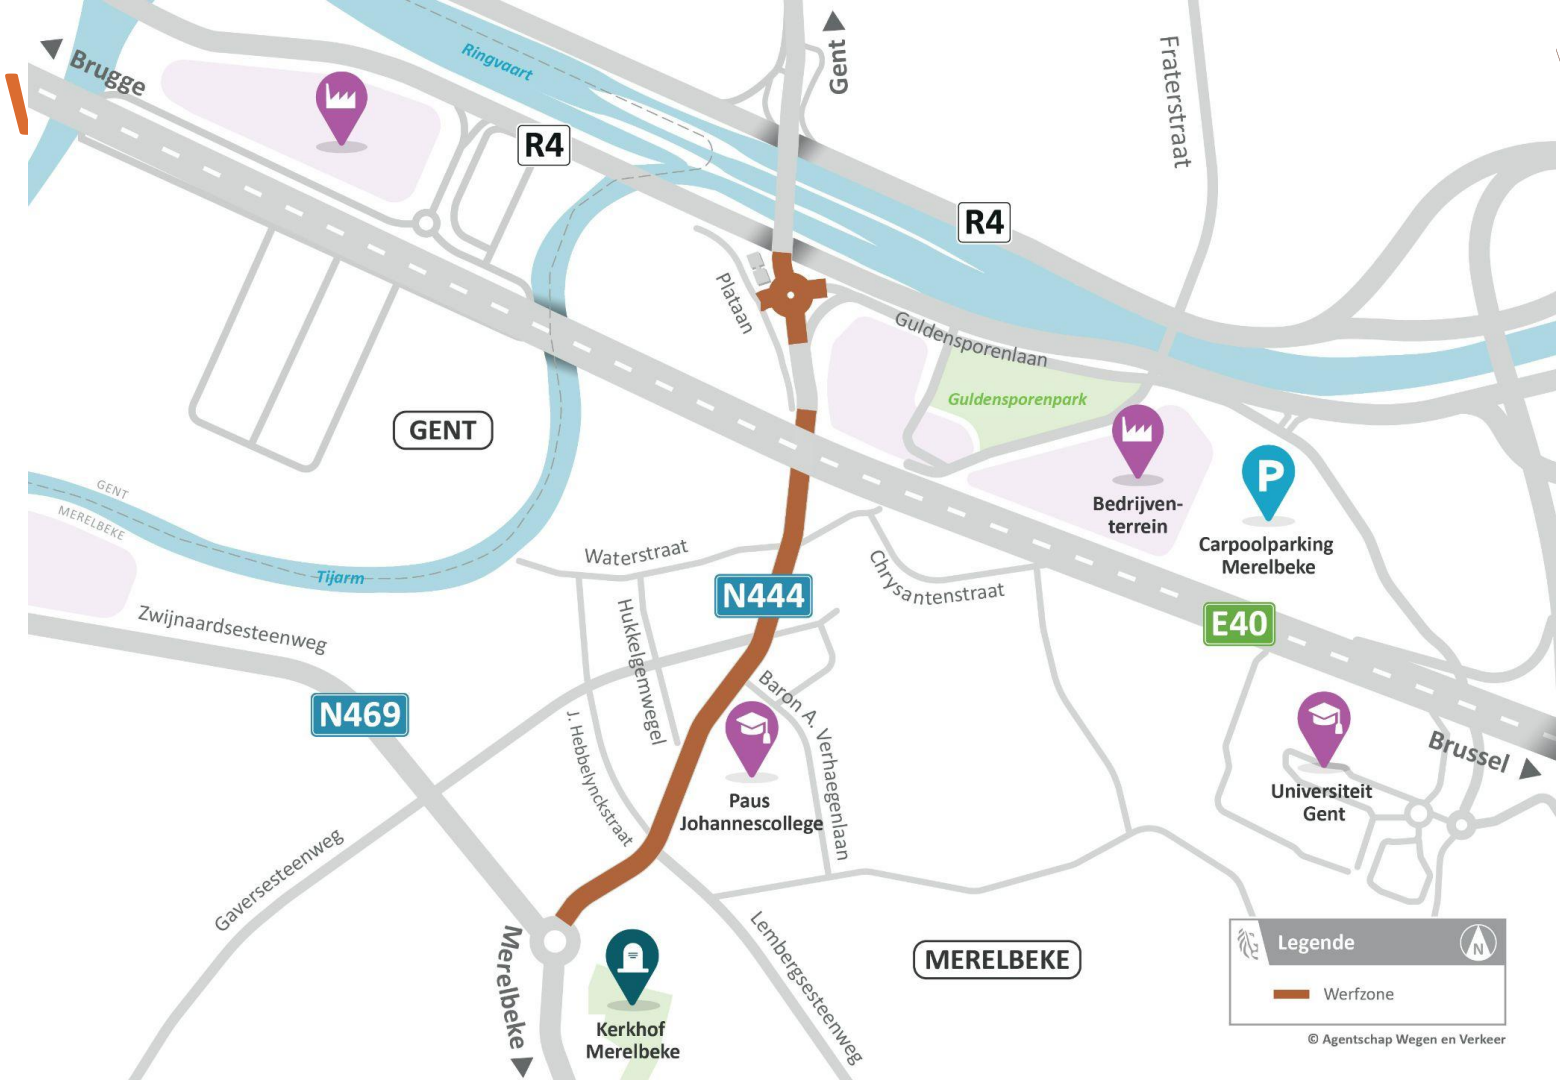 Brugge
Ringvaart
Gent
Fraterstraat
R4
R4
Plataan
Guldensporenlaan
Guldensporenpark
GENT
Bedrijven-
terrein
P
Carpoolparking
Merelbeke
GENT
MERELBEKE
Tijarm
Waterstraat
N444
Chrysantenstraat
E40
Hukkelgemwegel
Zwijnaardsesteenweg
N469
Baron A. Verhaegenlaan
J. Hebbelynckstraat
Paus
Johannescollege
Brussel
Universiteit
Gent
Gaversesteenweg
Merelbeke
Lembergsesteenweg
MERELBEKE
Kerkhof
Merelbeke
Legende
N
Werfzone
© Agentschap Wegen en Verkeer